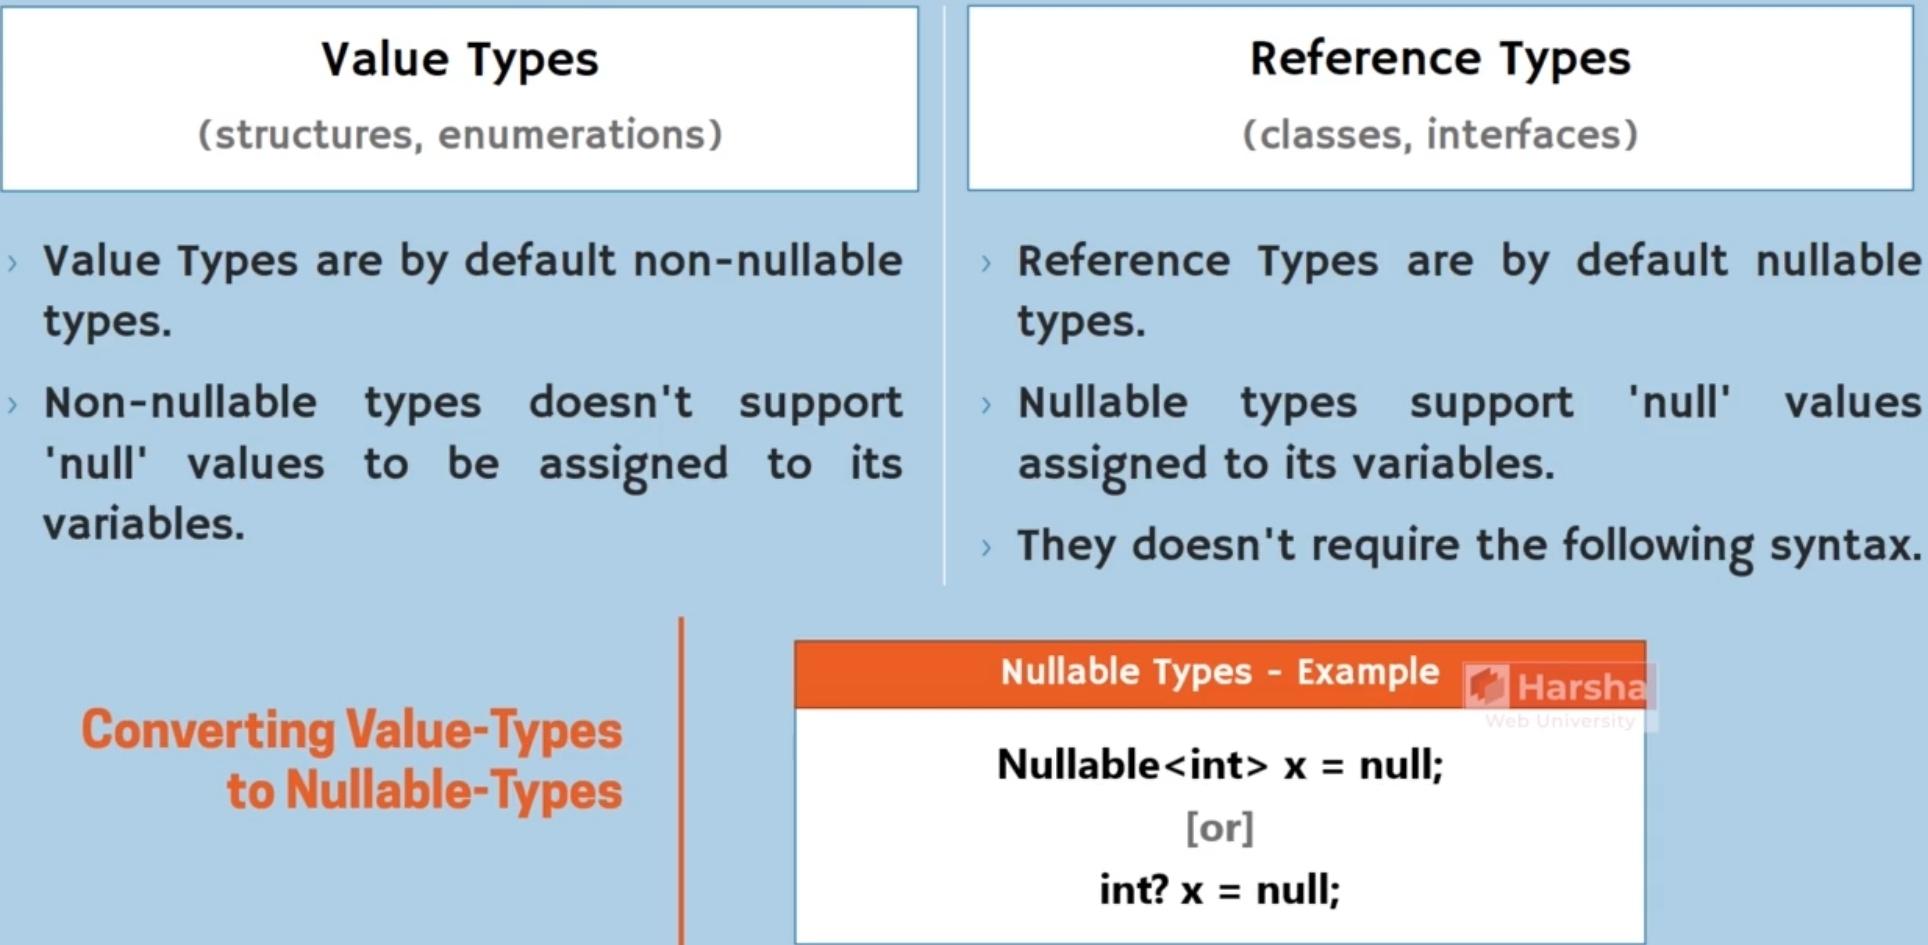 Value Types
(structures, enumerations)
Value Types are by default non-nullable
types.
Non-nullable types doesn't support
'null' values to be assigned to its
variables.
Reference Types
(classes, interfaces)
Reference Types are by default nullable
types.
Nullable types support 'null' values
assigned to its variables.
They doesn't require the following syntax.
Converting Value-Types
to Nullable-Types
Nullable Types - Example
Harsha
Web University
Nullable<int> x = null;
[or]
int? x = null;